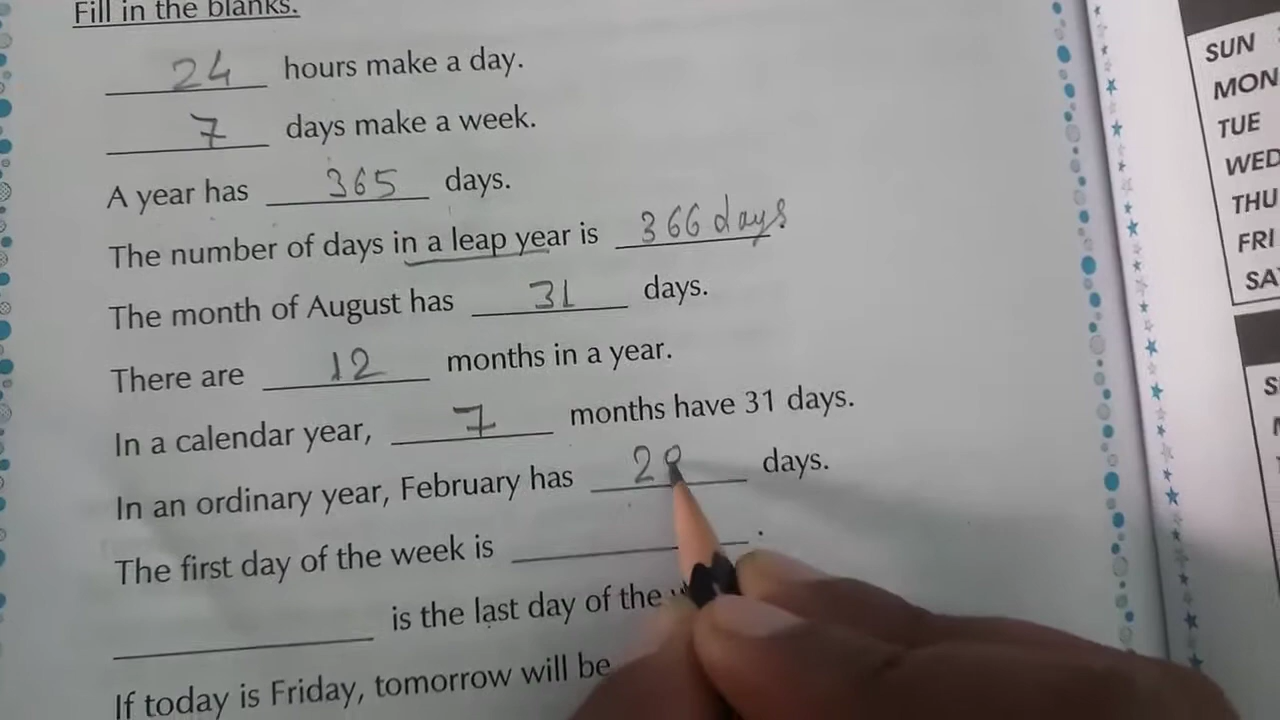 Fill in the blanks.
24 hours make a day.
7 days make a week.
A year has 365 days.
The number of days in a leap year is 366 days.
The month of August has 31 days.
There are 12 months in a year.
In a calendar year, 7 months have 31 days.
In an ordinary year, February has 28 days.
The first day of the week is ________.
________ is the last day of the
If today is Friday, tomorrow will be
SUN
MON
TUE
WED
THU
FRI
SA
S